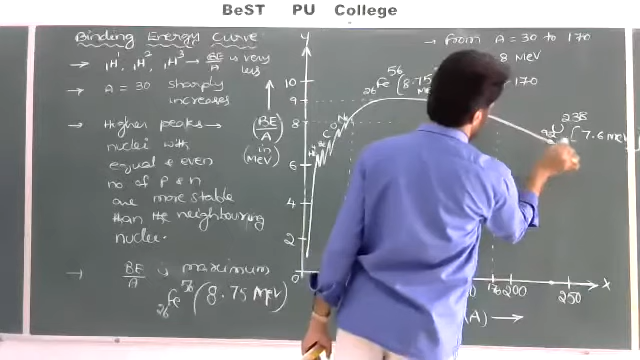 BeST PU College
Binding Energy Curve
→ ₁H¹, ₁H², ₁H³ → BE/A is very less
→ A = 30 sharply increases
→ Higher peaks →
nuclei with
equal & even
no of P & n
are more stable
than the neighbouring
nuclei.
→ BE/A is maximum
₂₆Fe⁵⁶ (8.75 MeV)
BE/A
(in MeV)
Y
10
9
8
6
4
2
0
He
Be
C
O
₂₆Fe⁵⁶ (8.75
→ From A = 30 to 170
8 MeV
170
₉₂U²³⁸ (7.6 MeV
170 200 250 X
(A) →